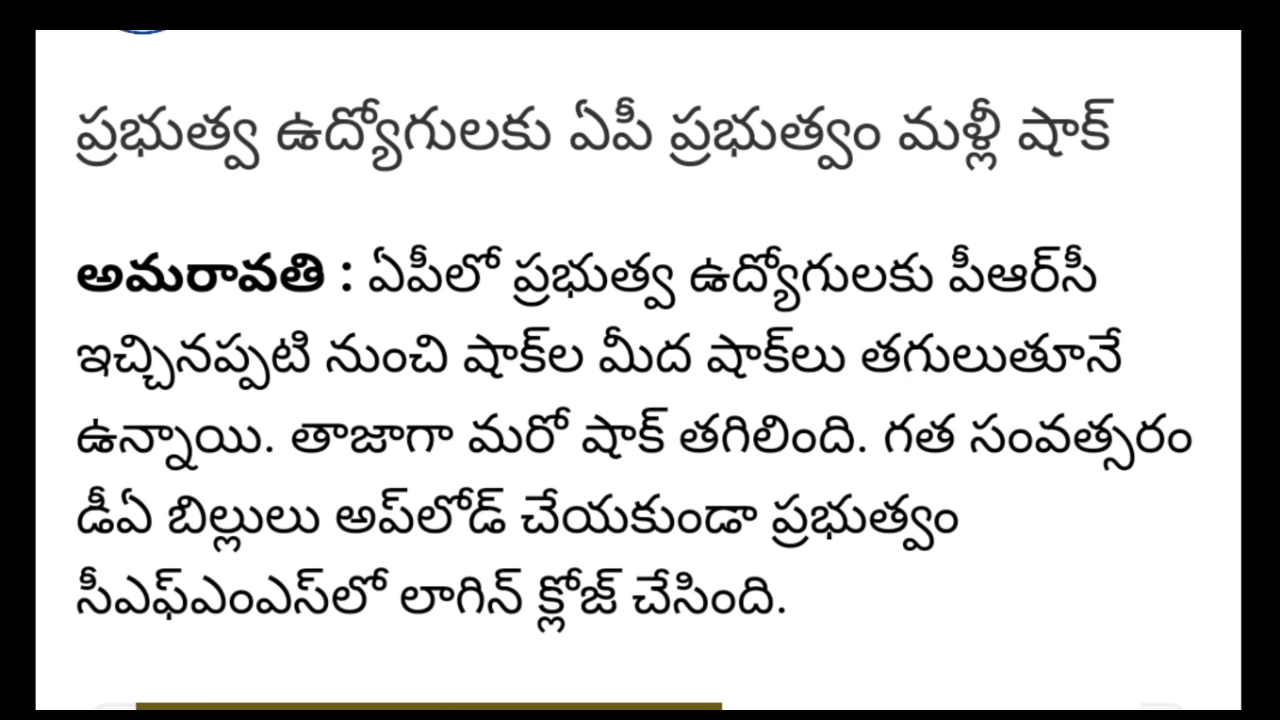 ప్రభుత్వ ఉద్యోగులకు ఏపీ ప్రభుత్వం మళ్లీ షాక్
అమరావతి : ఏపీలో ప్రభుత్వ ఉద్యోగులకు పీఆర్‌సీ
ఇచ్చినప్పటి నుంచి షాక్‌ల మీద షాక్‌లు తగులుతూనే
ఉన్నాయి. తాజాగా మరో షాక్ తగిలింది. గత సంవత్సరం
డీఏ బిల్లులు అప్‌లోడ్ చేయకుండా ప్రభుత్వం
సీఎఫ్ఎంఎస్‌లో లాగిన్ క్లోజ్ చేసింది.